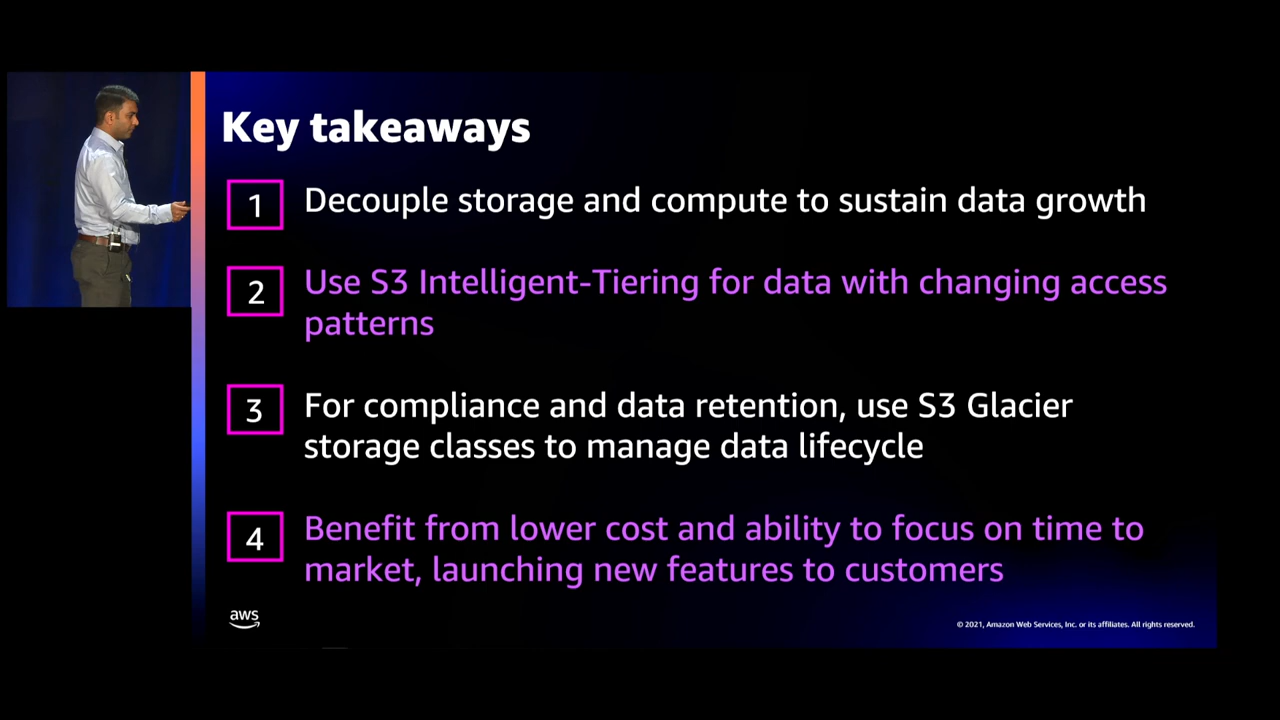 Key takeaways
1
Decouple storage and compute to sustain data growth
2
Use S3 Intelligent-Tiering for data with changing access
patterns
3
For compliance and data retention, use S3 Glacier
storage classes to manage data lifecycle
4
Benefit from lower cost and ability to focus on time to
market, launching new features to customers
aws
© 2021, Amazon Web Services, Inc. or its affiliates. All rights reserved.